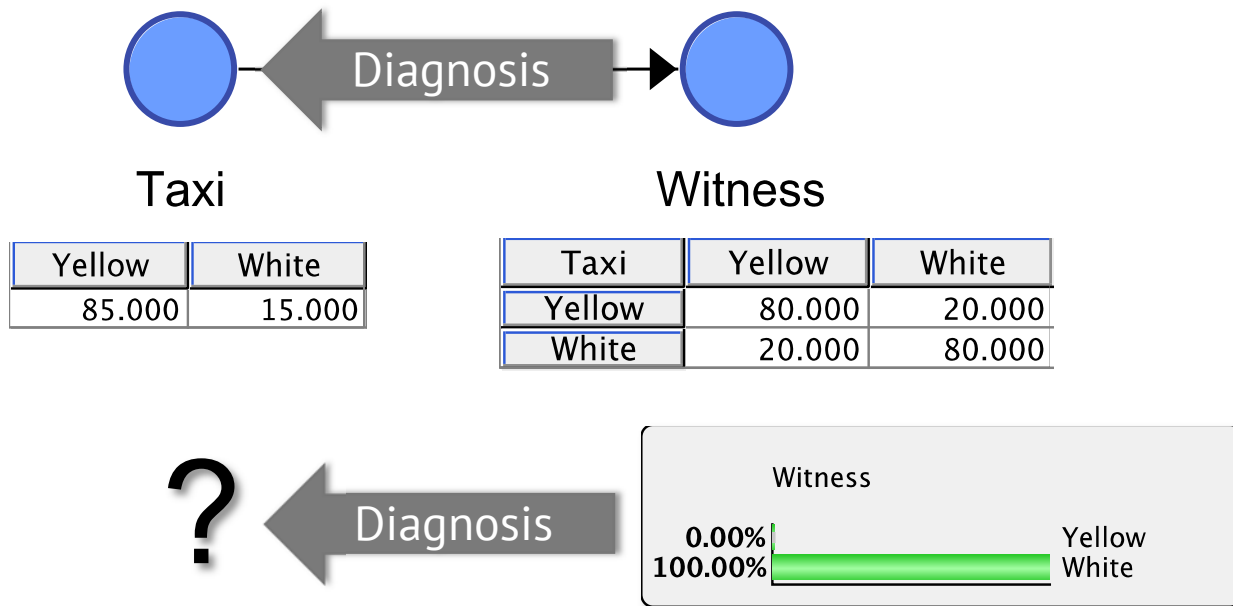 Diagnosis
Taxi
Witness
Yellow White
85.000 15.000
Taxi Yellow White
Yellow 80.000 20.000
White 20.000 80.000
?
Diagnosis
Witness
0.00% Yellow
100.00% White